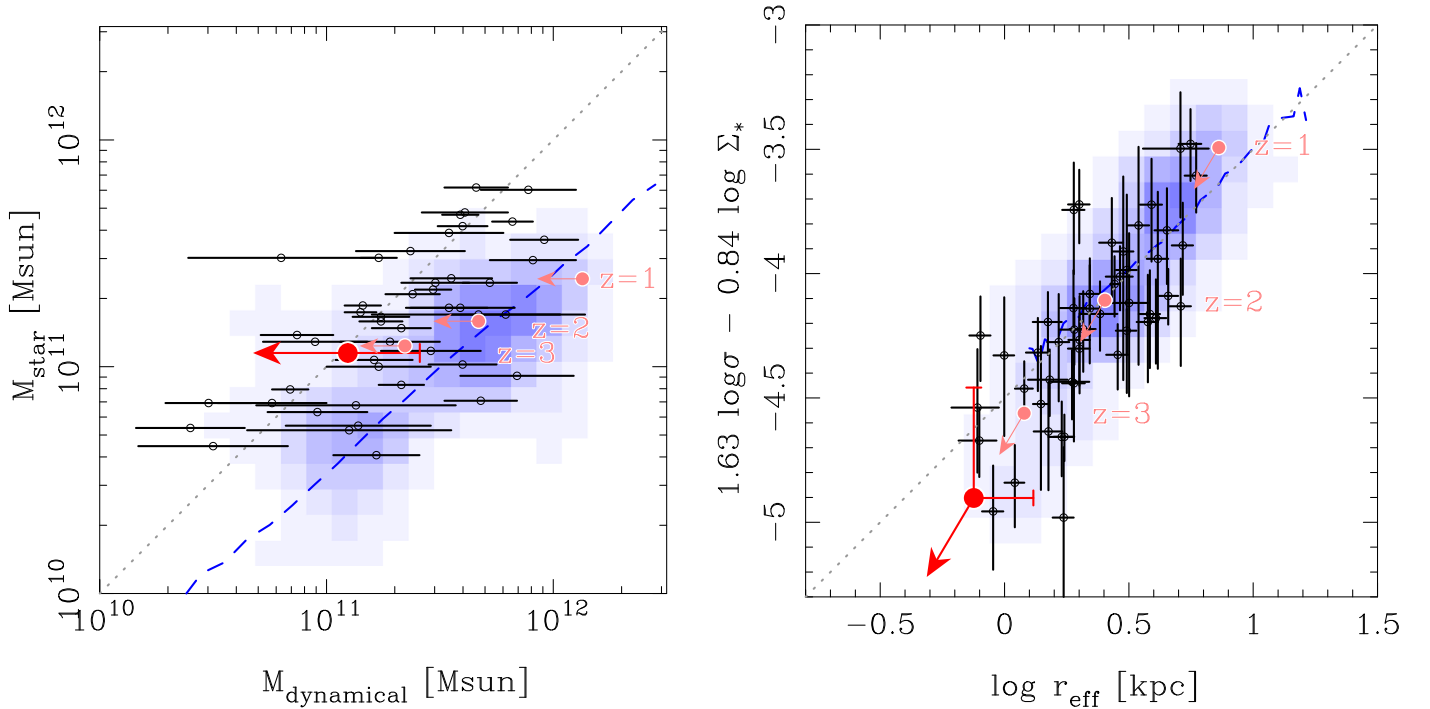 M_star [Msun]
10^12
10^11
10^10
z=1
z=2
z=3
10^10 10^11 10^12
M_dynamical [Msun]
1.63 logσ − 0.84 log Σ_*
−3
−3.5
−4
−4.5
−5
z=1
z=2
z=3
−0.5 0 0.5 1 1.5
log r_eff [kpc]